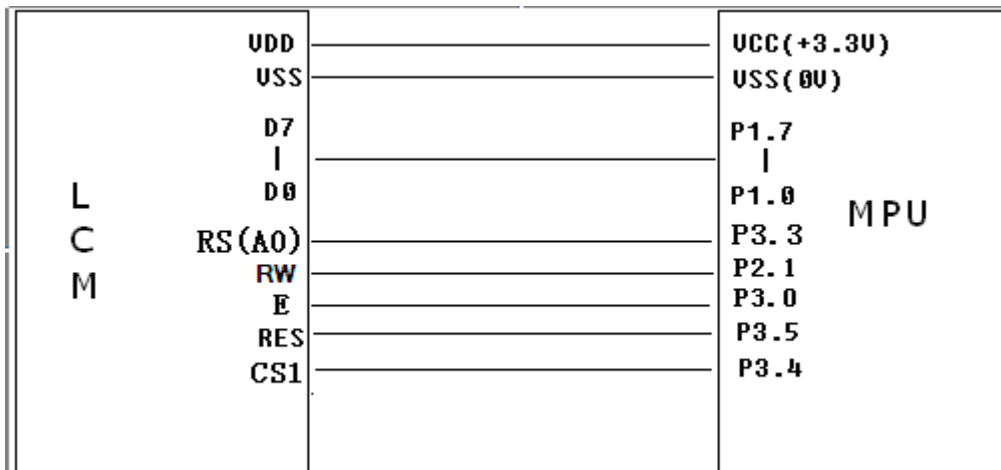 VDD VCC(+3.3V)
VSS VSS(0V)
D7 P1.7
D0 P1.0
LCM
MPU
RS(A0) P3.3
RW P2.1
E P3.0
RES P3.5
CS1 P3.4